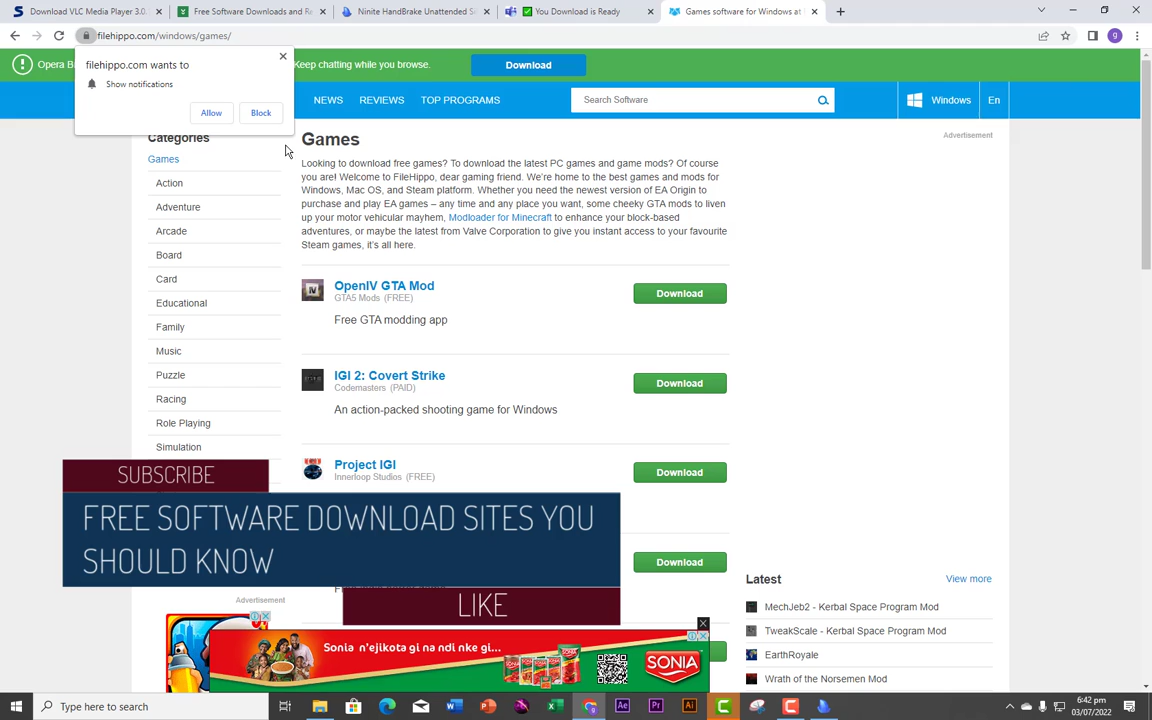 Download VLC Media Player 3.0.
Free Software Downloads and Re
Ninite HandBrake Unattended Si
You Download is Ready
Games software for Windows at
filehippo.com/windows/games/
filehippo.com wants to
Show notifications
Allow
Block
Opera B
Keep chatting while you browse.
Download
NEWS
REVIEWS
TOP PROGRAMS
Search Software
Windows
En
Categories
Games
Action
Adventure
Arcade
Board
Card
Educational
Family
Music
Puzzle
Racing
Role Playing
Simulation
Games
Looking to download free games? To download the latest PC games and game mods? Of course
you are! Welcome to FileHippo, dear gaming friend. We're home to the best games and mods for
Windows, Mac OS, and Steam platform. Whether you need the newest version of EA Origin to
purchase and play EA games – any time and any place you want, some cheeky GTA mods to liven
up your motor vehicular mayhem, Modloader for Minecraft to enhance your block-based
adventures, or maybe the latest from Valve Corporation to give you instant access to your favourite
Steam games, it's all here.
OpenIV GTA Mod
GTA5 Mods (FREE)
Free GTA modding app
Download
IGI 2: Covert Strike
Codemasters (PAID)
An action-packed shooting game for Windows
Download
Project IGI
Innerloop Studios (FREE)
Download
Download
Advertisement
Latest
View more
MechJeb2 - Kerbal Space Program Mod
TweakScale - Kerbal Space Program Mod
EarthRoyale
Wrath of the Norsemen Mod
SUBSCRIBE
FREE SOFTWARE DOWNLOAD SITES YOU
SHOULD KNOW
LIKE
Advertisement
Sonia n'ejikota gi na ndi nke gi...
SONIA
Type here to search
6:42 pm
03/07/2022